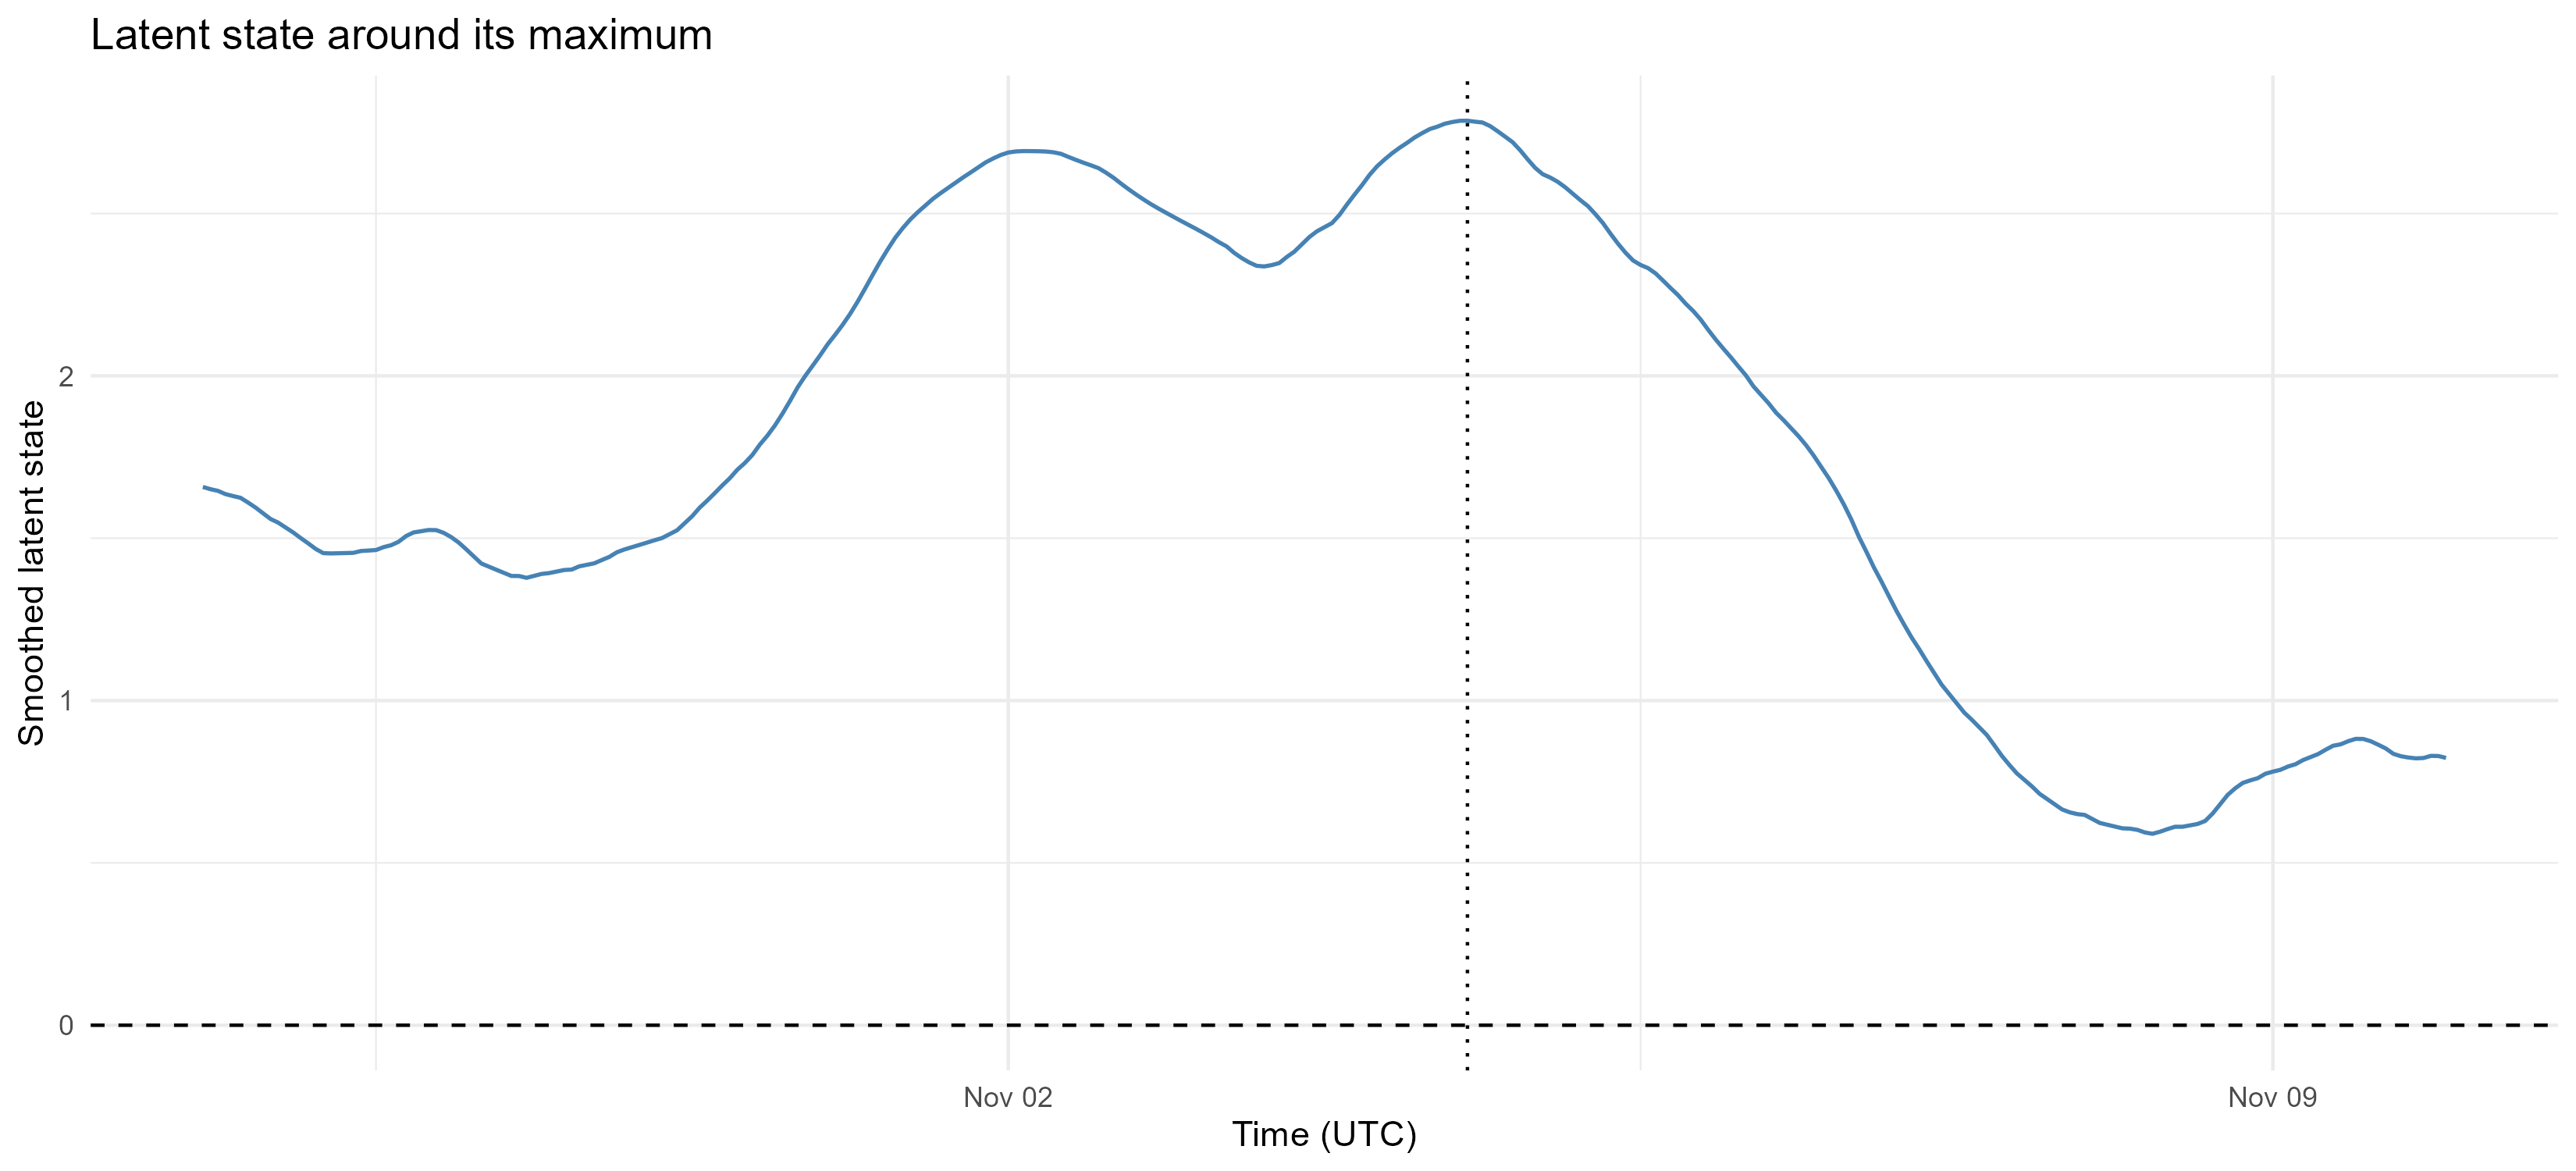 Latent state around its maximum
Smoothed latent state
2
1
0
Nov 02
Nov 09
Time (UTC)